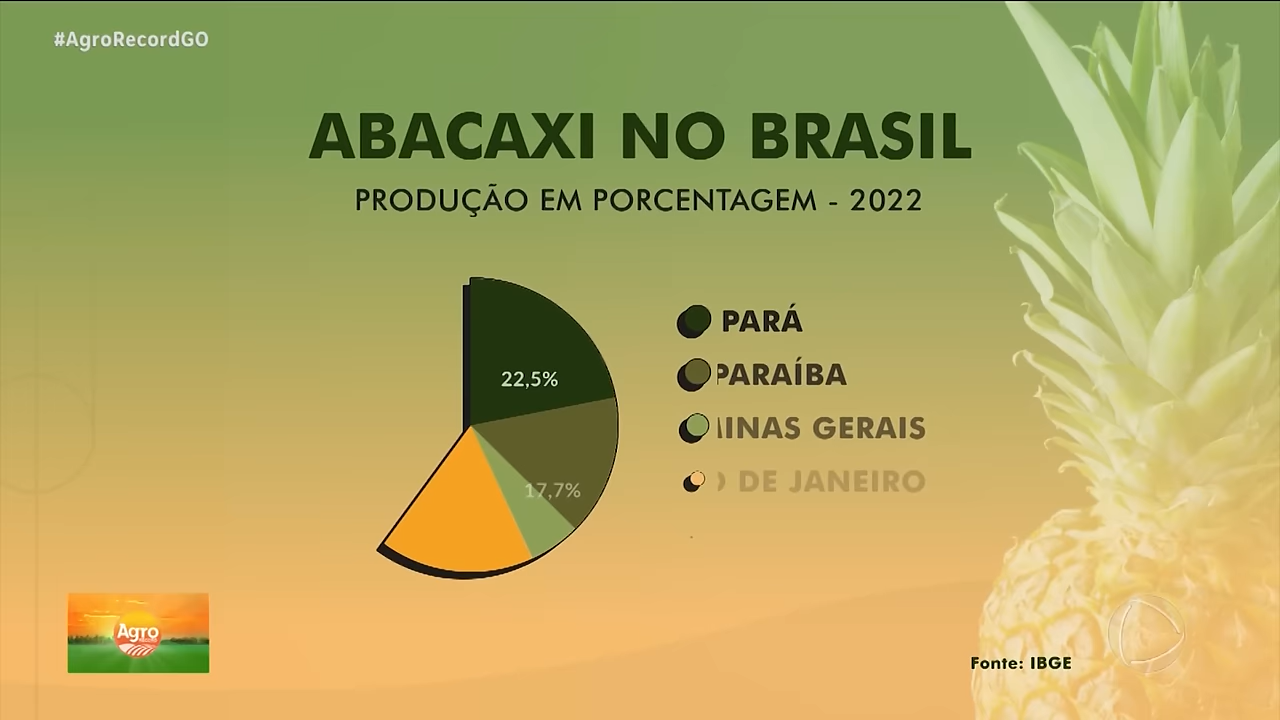 #AgroRecordGO
ABACAXI NO BRASIL
PRODUÇÃO EM PORCENTAGEM - 2022
22,5%
17,7%
PARÁ
PARAÍBA
INAS GERAIS
DE JANEIRO
Agro
Fonte: IBGE